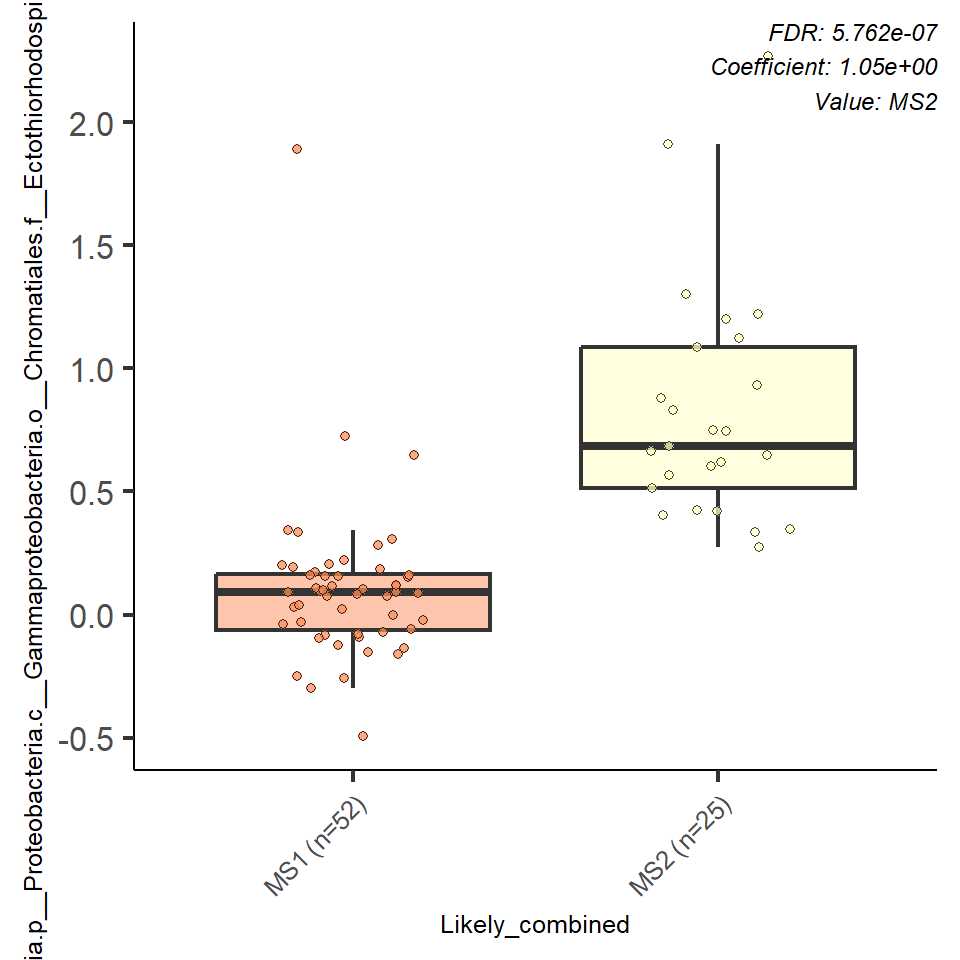 ia.p__Proteobacteria.c__Gammaproteobacteria.o__Chromatiales.f__Ectothiorhodospi
FDR: 5.762e-07
Coefficient: 1.05e+00
Value: MS2
2.0
1.5
1.0
0.5
0.0
-0.5
MS1 (n=52)
MS2 (n=25)
Likely_combined